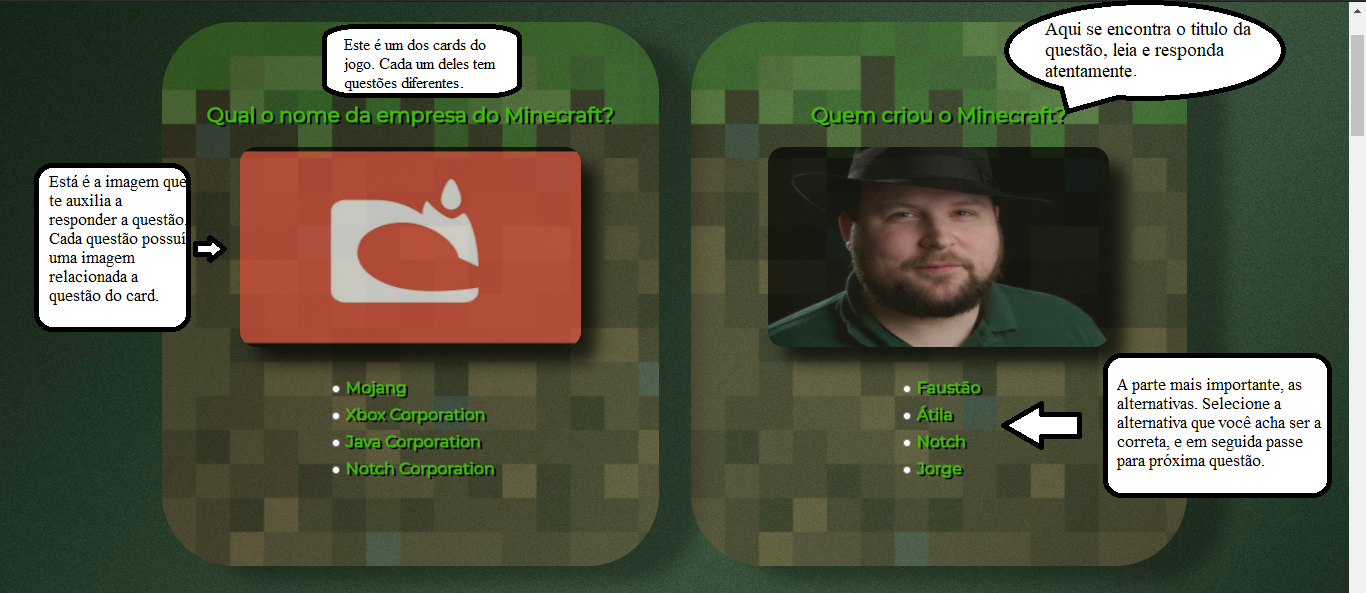 Este é um dos cards do
jogo. Cada um deles tem
questões diferentes.
Aqui se encontra o titulo da
questão, leia e responda
atentamente.
Qual o nome da empresa do Minecraft?
Quem criou o Minecraft?
Está é a imagem que
te auxilia a
responder a questão.
Cada questão possuí
uma imagem
relacionada a
questão do card.
Mojang
Xbox Corporation
Java Corporation
Notch Corporation
Faustão
Átila
Notch
Jorge
A parte mais importante, as
alternativas. Selecione a
alternativa que você acha ser a
correta, e em seguida passe
para próxima questão.